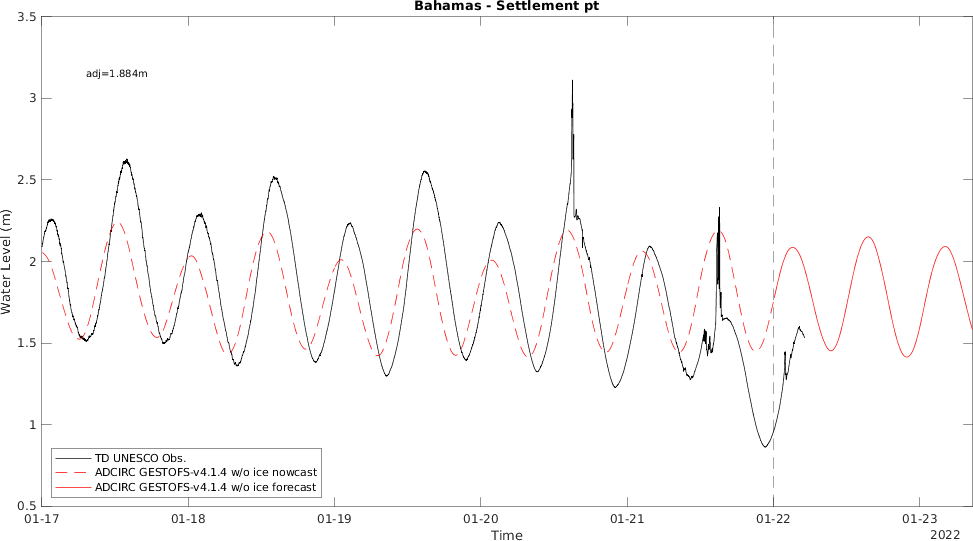 Bahamas - Settlement pt
3.5
3
2.5
2
1.5
1
0.5
Water Level (m)
adj=1.884m
TD UNESCO Obs.
ADCIRC GESTOFS-v4.1.4 w/o ice nowcast
ADCIRC GESTOFS-v4.1.4 w/o ice forecast
01-17 01-18 01-19 01-20 01-21 01-22 01-23
Time
2022